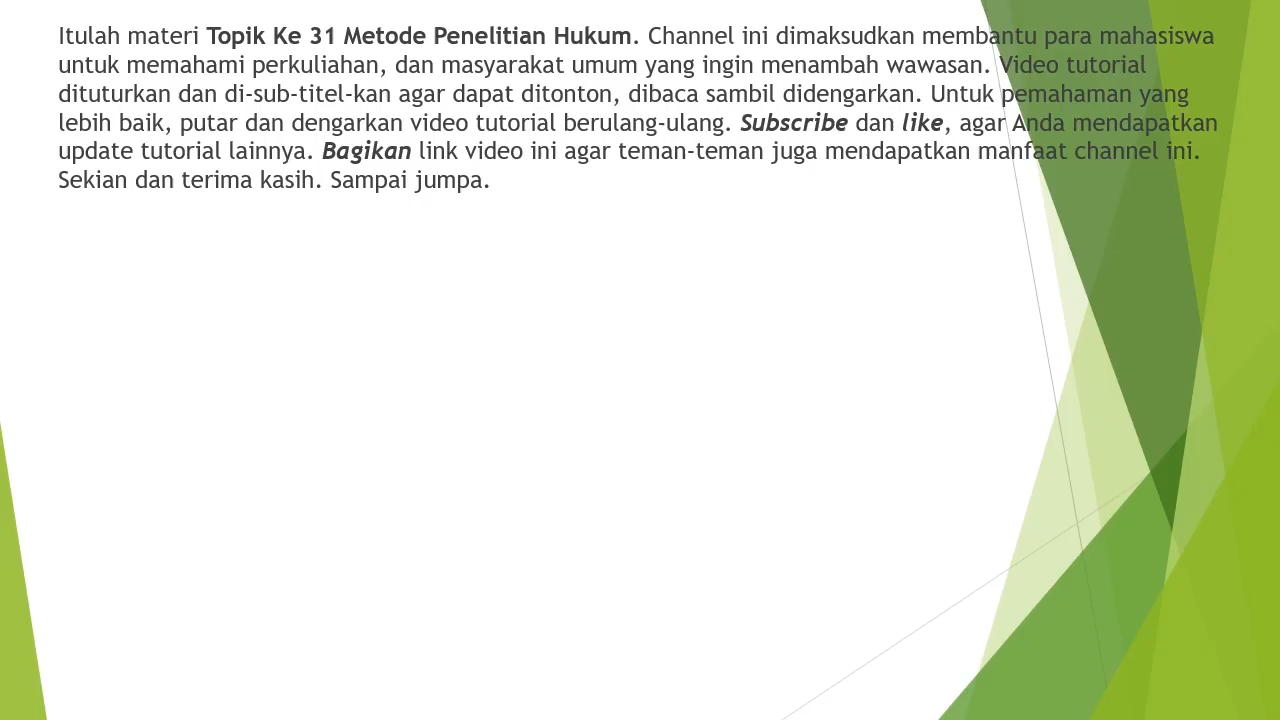 Itulah materi Topik Ke 31 Metode Penelitian Hukum. Channel ini dimaksudkan membantu para mahasiswa
untuk memahami perkuliahan, dan masyarakat umum yang ingin menambah wawasan. Video tutorial
dituturkan dan di-sub-titel-kan agar dapat ditonton, dibaca sambil didengarkan. Untuk pemahaman yang
lebih baik, putar dan dengarkan video tutorial berulang-ulang. Subscribe dan like, agar Anda mendapatkan
update tutorial lainnya. Bagikan link video ini agar teman-teman juga mendapatkan manfaat channel ini.
Sekian dan terima kasih. Sampai jumpa.